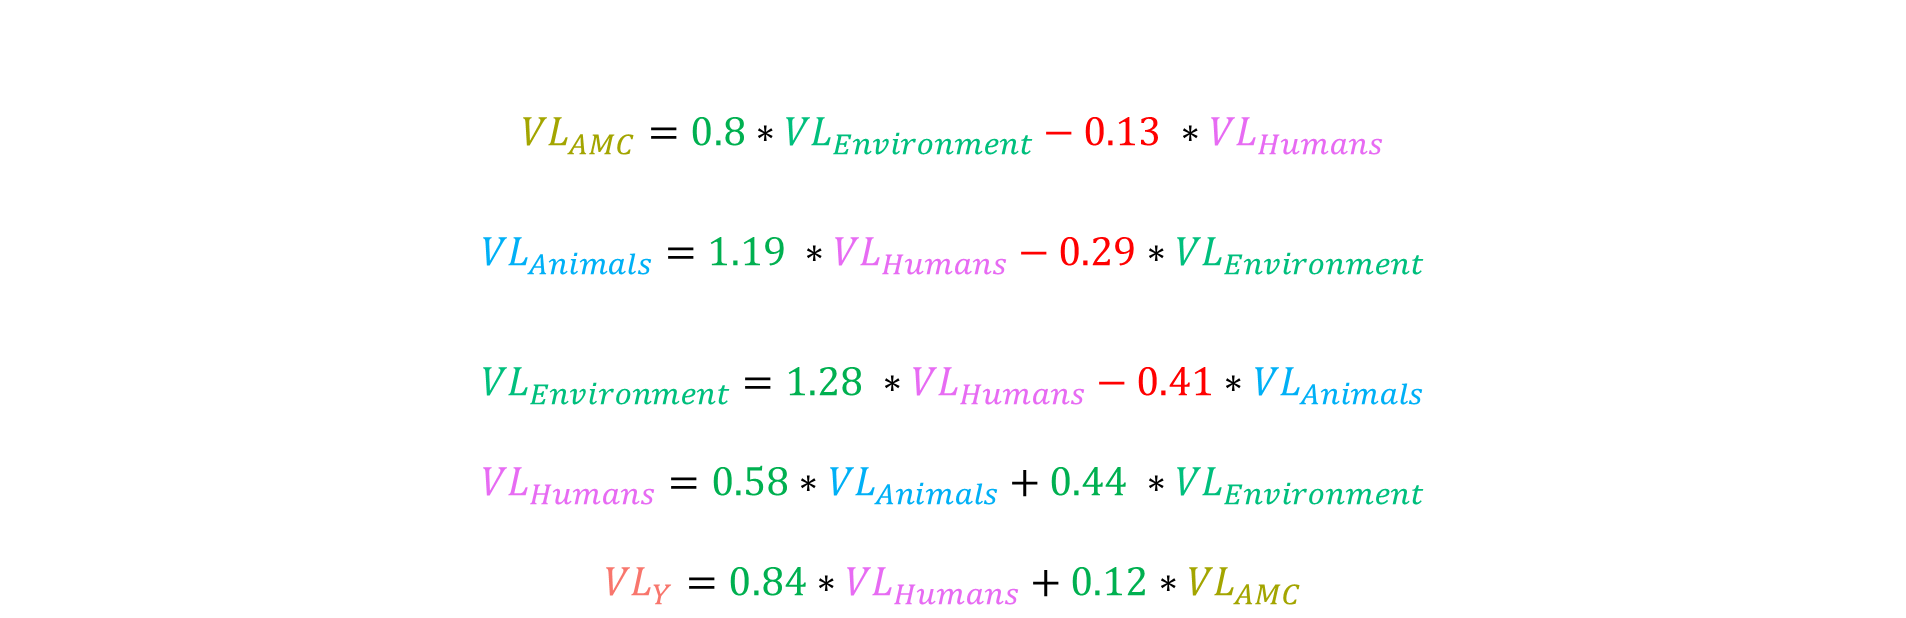 VL_AMC = 0.8 * VL_Environment − 0.13 * VL_Humans
VL_Animals = 1.19 * VL_Humans − 0.29 * VL_Environment
VL_Environment = 1.28 * VL_Humans − 0.41 * VL_Animals
VL_Humans = 0.58 * VL_Animals + 0.44 * VL_Environment
VL_Y = 0.84 * VL_Humans + 0.12 * VL_AMC